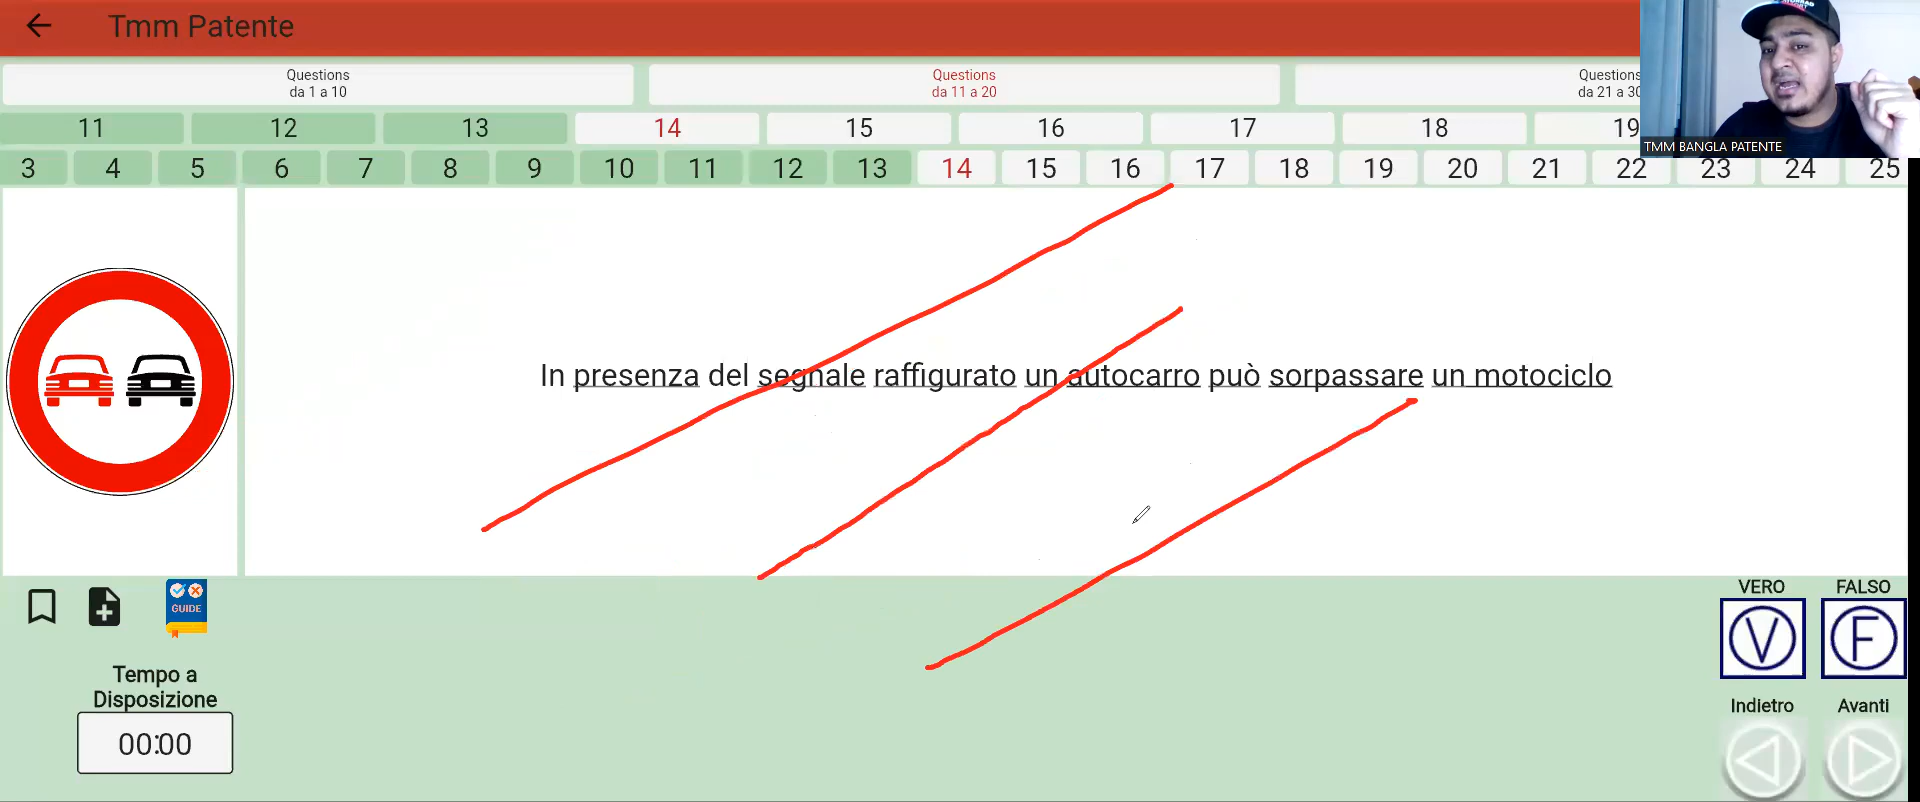 Tmm Patente
Questions
da 1 a 10
Questions
da 11 a 20
Questions
da 21 a 30
11 12 13 14 15 16 17 18 19
3 4 5 6 7 8 9 10 11 12 13 14 15 16 17 18 19 20 21 22 23 24 25
TMM BANGLA PATENTE
In presenza del segnale raffigurato un autocarro può sorpassare un motociclo
GUIDE
VERO FALSO
V F
Tempo a
Disposizione
00:00
Indietro Avanti